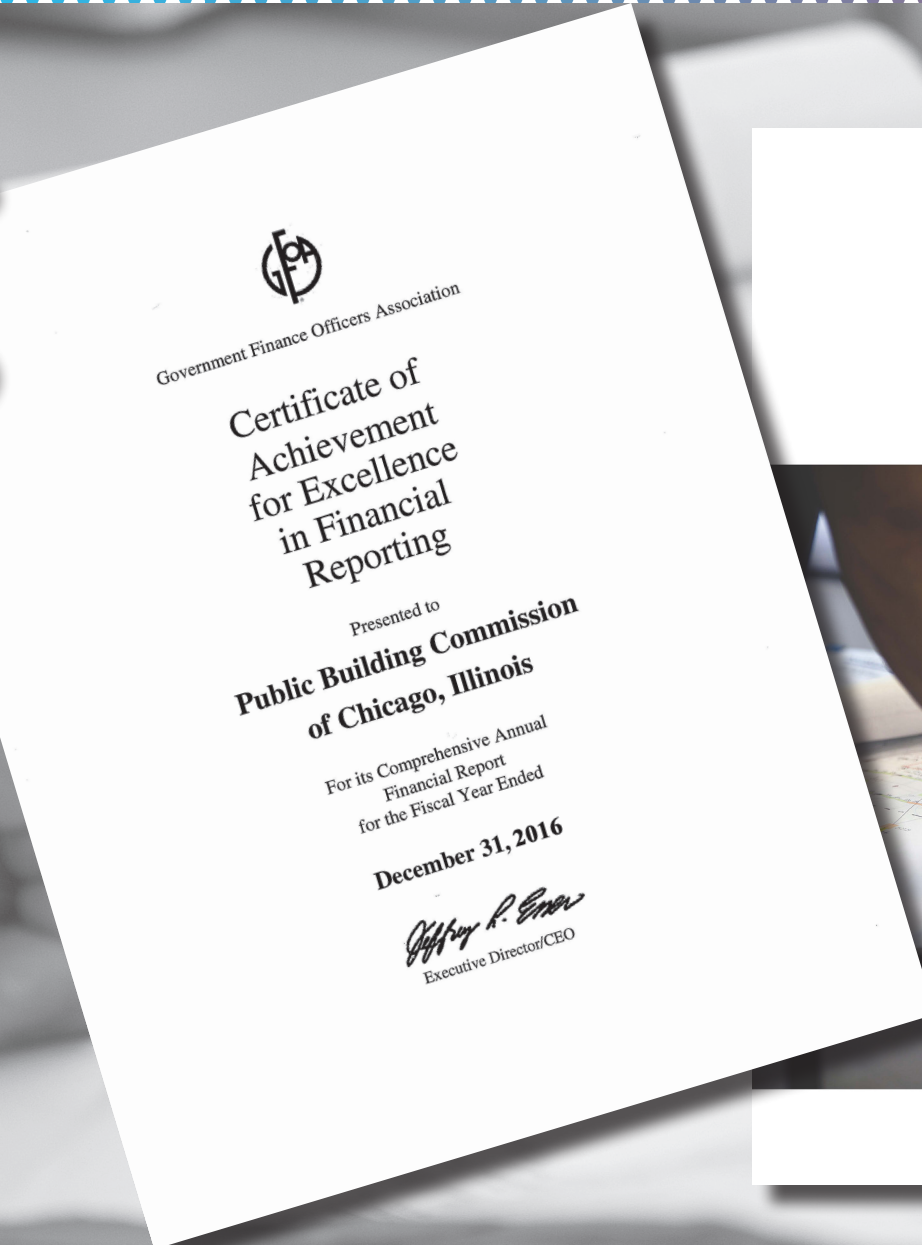 GFOA
Government Finance Officers Association
Certificate of
Achievement
for Excellence
in Financial
Reporting
Presented to
Public Building Commission
of Chicago, Illinois
For its Comprehensive Annual
Financial Report
for the Fiscal Year Ended
December 31, 2016
Jeffrey R. Ener
Executive Director/CEO